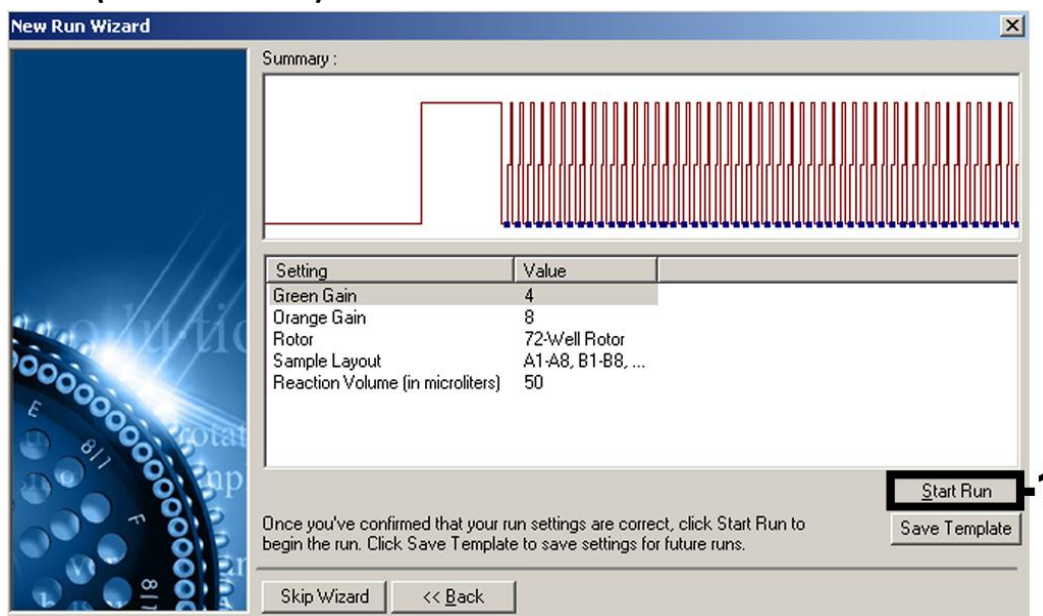 New Run Wizard
Summary :
Setting Value
Green Gain 4
Orange Gain 8
Rotor 72-Well Rotor
Sample Layout A1-A8, B1-B8, ...
Reaction Volume (in microliters) 50
Start Run
Once you've confirmed that your run settings are correct, click Start Run to
begin the run. Click Save Template to save settings for future runs.
Save Template
Skip Wizard
<< Back
E
8/1
F
8/1